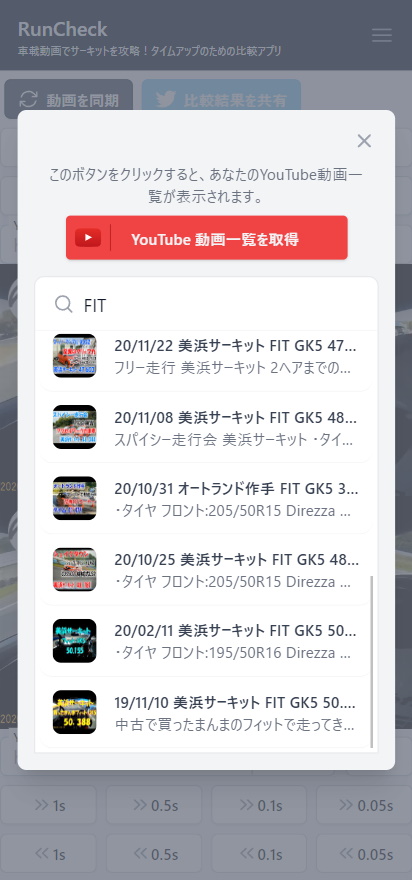 RunCheck
車載動画でサーキットを攻略！タイムアップのための比較アプリ
動画を同期
比較結果を共有
このボタンをクリックすると、あなたのYouTube動画一
覧が表示されます。
YouTube 動画一覧を取得
FIT
20/11/22 美浜サーキット FIT GK5 47...
フリー走行 美浜サーキット 2ヘアまでの...
20/11/08 美浜サーキット FIT GK5 48...
スパイシー走行会 美浜サーキット ・タイ...
20/10/31 オートランド作手 FIT GK5 3...
・タイヤ フロント:205/50R15 Direzza ...
20/10/25 美浜サーキット FIT GK5 48...
・タイヤ フロント:205/50R15 Direzza ...
20/02/11 美浜サーキット FIT GK5 50...
・タイヤ フロント:195/50R16 Direzza ...
19/11/10 美浜サーキット FIT GK5 50....
中古で買ったまんまのフィットで走ってき...
1s
0.5s
0.1s
0.05s
1s
0.5s
0.1s
0.05s